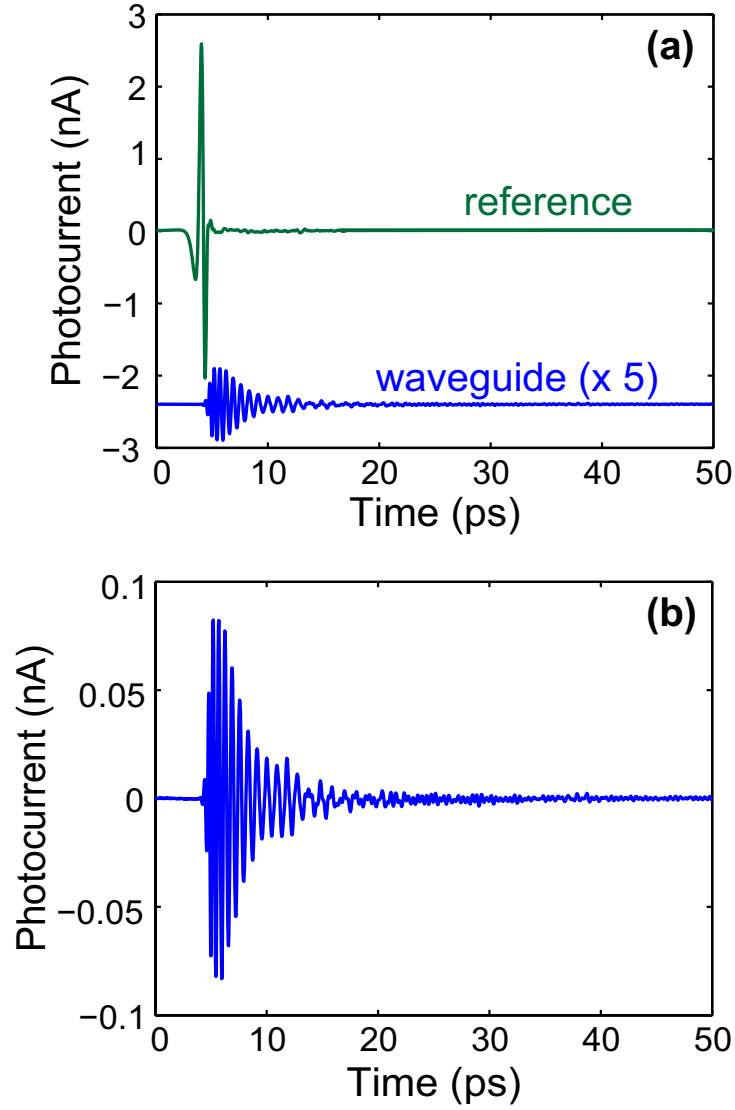 (a)
Photocurrent (nA)
3
2
1
0
−1
−2
−3
reference
waveguide (x 5)
0 10 20 30 40 50
Time (ps)
(b)
Photocurrent (nA)
0.1
0.05
0
−0.05
−0.1
0 10 20 30 40 50
Time (ps)